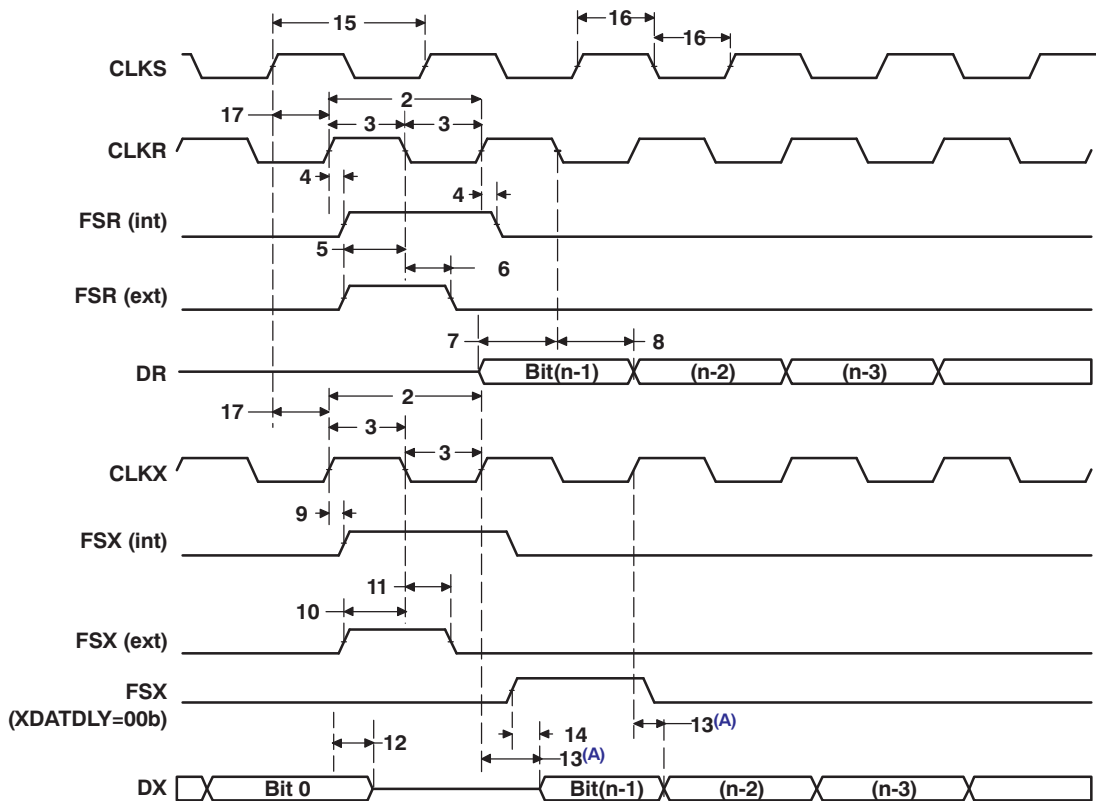 15
16
16
CLKS
2
17
3
3
CLKR
4
4
FSR (int)
5
6
FSR (ext)
7
8
DR
Bit(n-1)
(n-2)
(n-3)
2
17
3
3
CLKX
9
FSX (int)
11
10
FSX (ext)
FSX
(XDATDLY=00b)
13(A)
14
12
13(A)
DX
Bit 0
Bit(n-1)
(n-2)
(n-3)